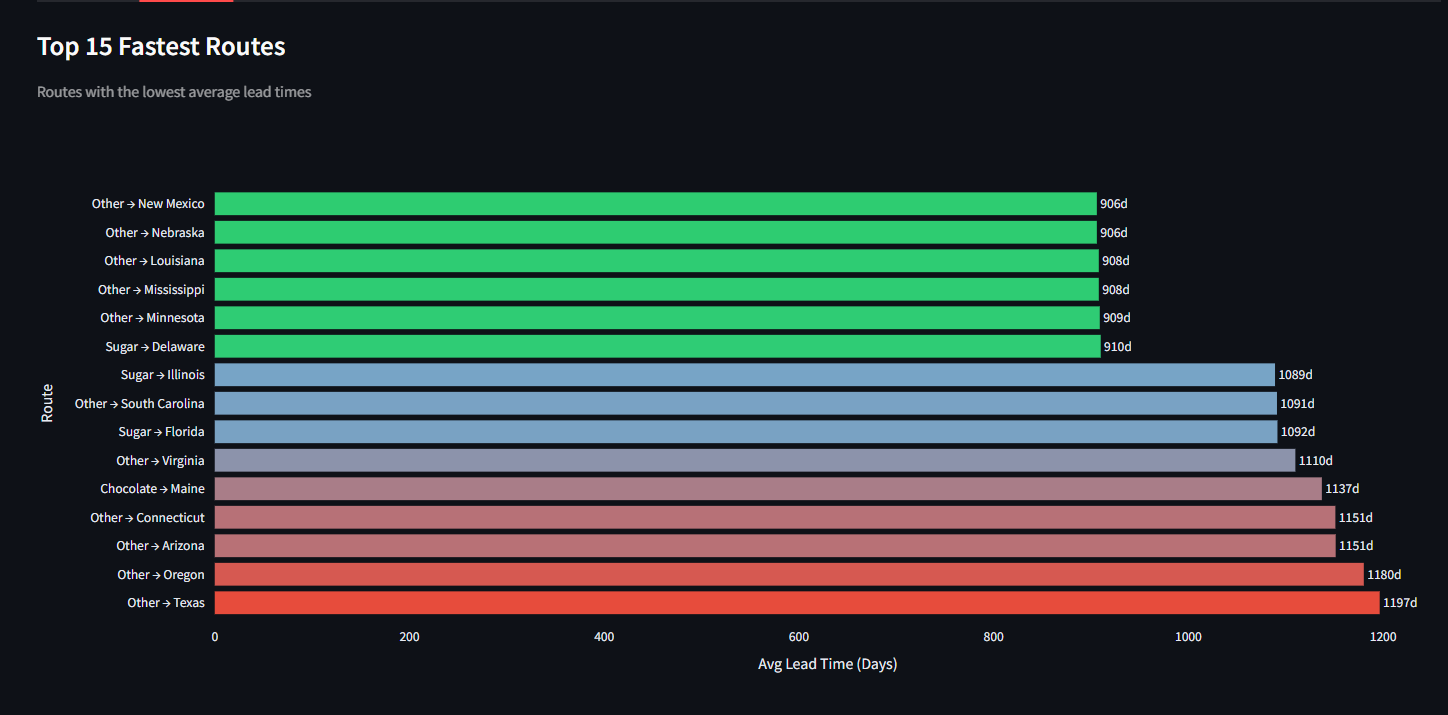 Top 15 Fastest Routes
Routes with the lowest average lead times
Other → New Mexico 906d
Other → Nebraska 906d
Other → Louisiana 908d
Other → Mississippi 908d
Other → Minnesota 909d
Sugar → Delaware 910d
Sugar → Illinois 1089d
Other → South Carolina 1091d
Sugar → Florida 1092d
Other → Virginia 1110d
Chocolate → Maine 1137d
Other → Connecticut 1151d
Other → Arizona 1151d
Other → Oregon 1180d
Other → Texas 1197d
Route
0 200 400 600 800 1000 1200
Avg Lead Time (Days)